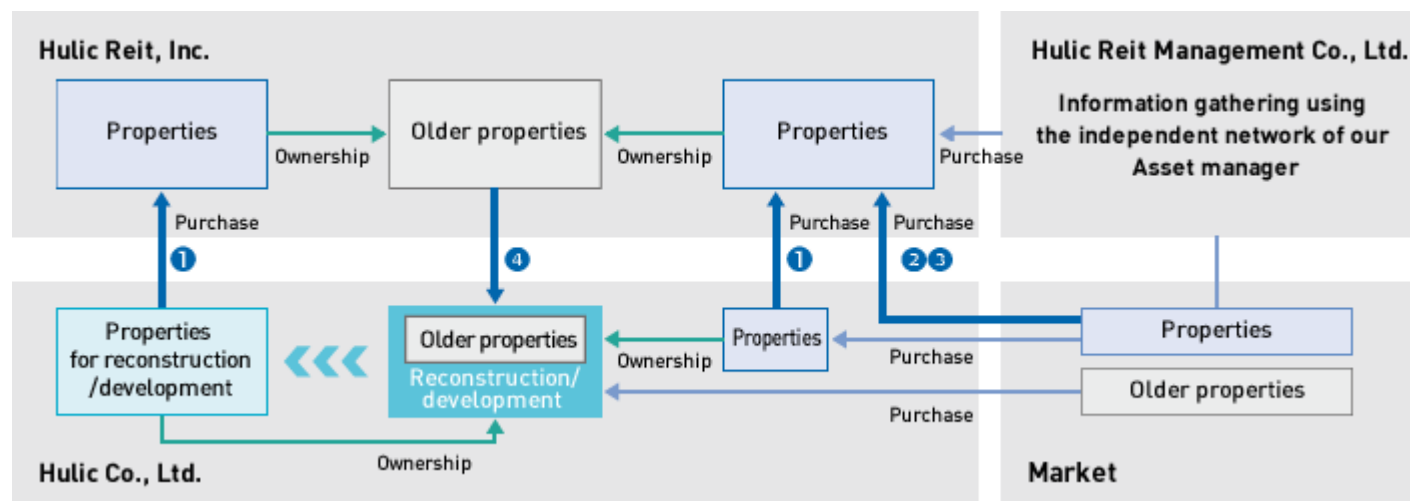 Hulic Reit, Inc.
Properties
Ownership
Older properties
Ownership
Properties
Purchase
Hulic Reit Management Co., Ltd.
Information gathering using
the independent network of our
Asset manager
Purchase
1
4
Purchase
1
Purchase
2 3
Properties
for reconstruction
/development
Older properties
Reconstruction/
development
Ownership
Properties
Purchase
Purchase
Ownership
Hulic Co., Ltd.
Properties
Older properties
Market